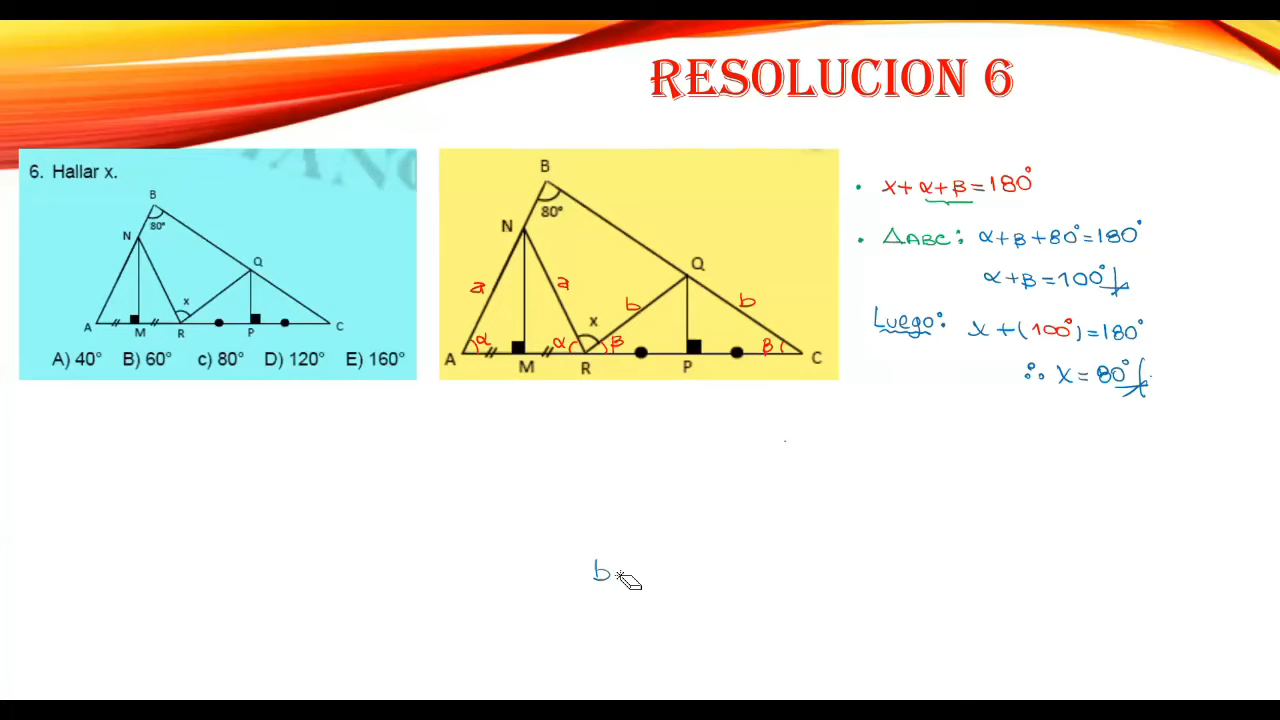 RESOLUCION 6
6. Hallar x.
B
80°
N
Q
x
A
M
R
P
C
A) 40° B) 60° c) 80° D) 120° E) 160°
B
80°
N
Q
a
a
b
b
x
α
α
β
β
A
M
R
P
C
• x + α + β = 180°
• △ABC: α + β + 80° = 180°
α + β = 100°
Luego: x + (100°) = 180°
∴ x = 80°
b